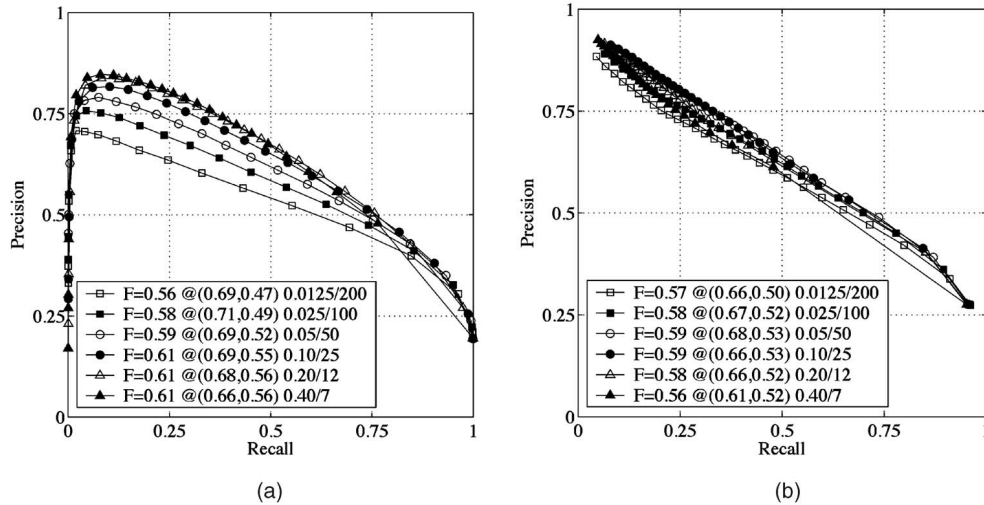 1
0.75
0.5
0.25
0
Precision
F=0.56 @(0.69,0.47) 0.0125/200
F=0.58 @(0.71,0.49) 0.025/100
F=0.59 @(0.69,0.52) 0.05/50
F=0.61 @(0.69,0.55) 0.10/25
F=0.61 @(0.68,0.56) 0.20/12
F=0.61 @(0.66,0.56) 0.40/7
0 0.25 0.5 0.75 1
Recall
(a)
1
0.75
0.5
0.25
0
Precision
F=0.57 @(0.66,0.50) 0.0125/200
F=0.58 @(0.67,0.52) 0.025/100
F=0.59 @(0.68,0.53) 0.05/50
F=0.59 @(0.66,0.53) 0.10/25
F=0.58 @(0.66,0.52) 0.20/12
F=0.56 @(0.61,0.52) 0.40/7
0 0.25 0.5 0.75 1
Recall
(b)